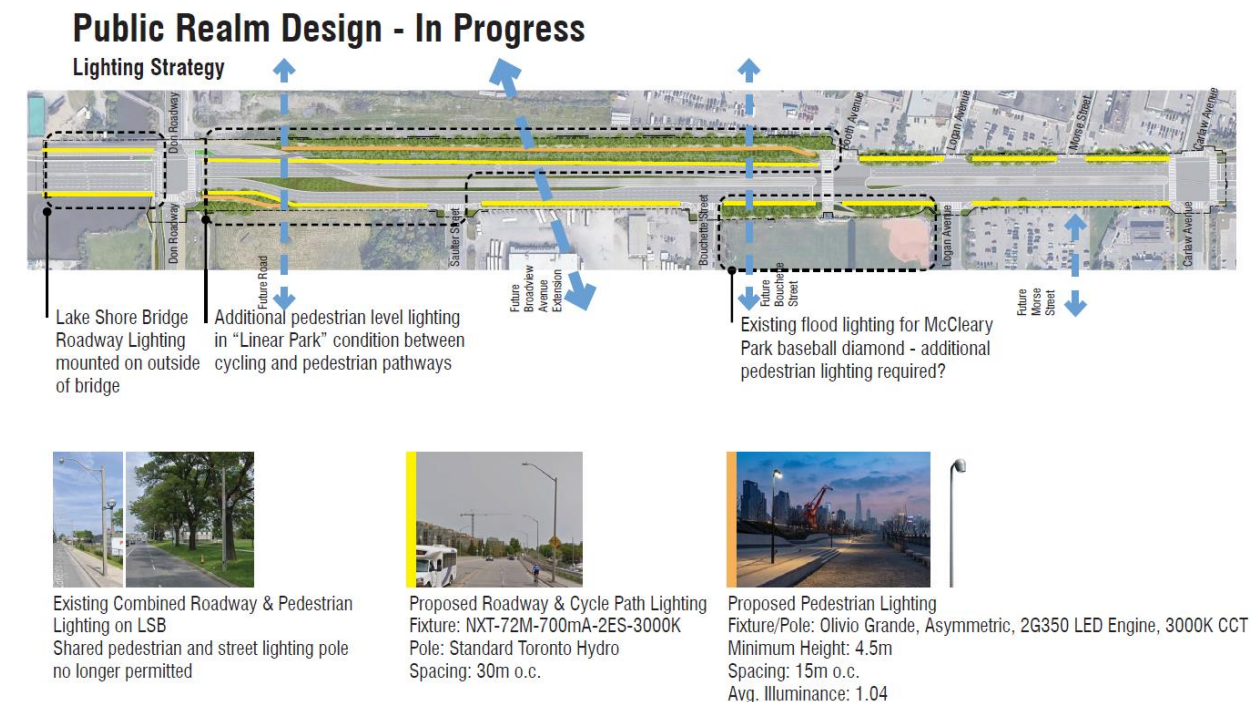 Public Realm Design - In Progress
Lighting Strategy
Don Roadway
Booth Avenue
Logan Avenue
Morse Street
Carlaw Avenue
Don Roadway
Future Road
Saulter Street
Future
Broadview
Avenue
Extension
Bouchette Street
Future
Bouchette
Street
Logan Avenue
Future
Morse
Street
Carlaw Avenue
Lake Shore Bridge
Roadway Lighting
mounted on outside
of bridge
Additional pedestrian level lighting
in “Linear Park” condition between
cycling and pedestrian pathways
Existing flood lighting for McCleary
Park baseball diamond - additional
pedestrian lighting required?
Existing Combined Roadway & Pedestrian
Lighting on LSB
Shared pedestrian and street lighting pole
no longer permitted
Proposed Roadway & Cycle Path Lighting
Fixture: NXT-72M-700mA-2ES-3000K
Pole: Standard Toronto Hydro
Spacing: 30m o.c.
Proposed Pedestrian Lighting
Fixture/Pole: Olivio Grande, Asymmetric, 2G350 LED Engine, 3000K CCT
Minimum Height: 4.5m
Spacing: 15m o.c.
Avg. Illuminance: 1.04